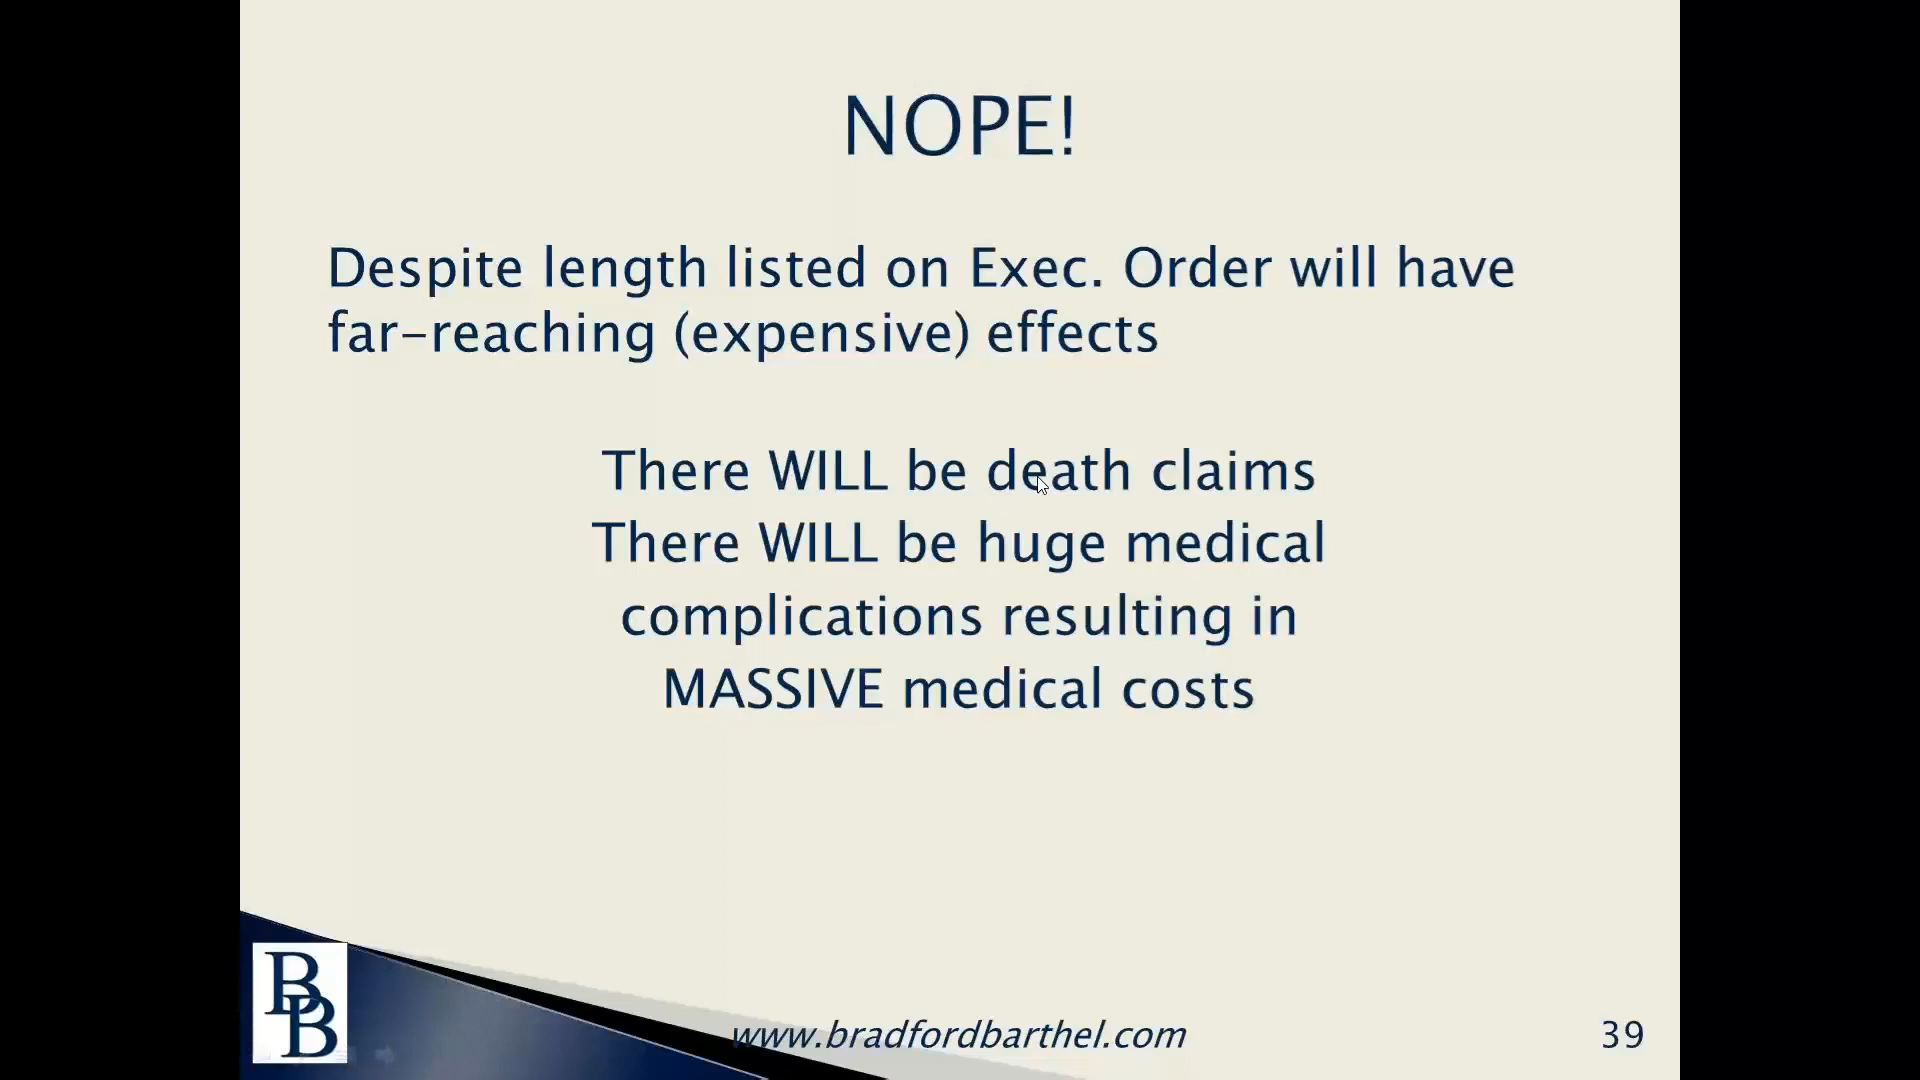 NOPE!
Despite length listed on Exec. Order will have
far-reaching (expensive) effects
There WILL be death claims
There WILL be huge medical
complications resulting in
MASSIVE medical costs
BB
www.bradfordbarthel.com
39